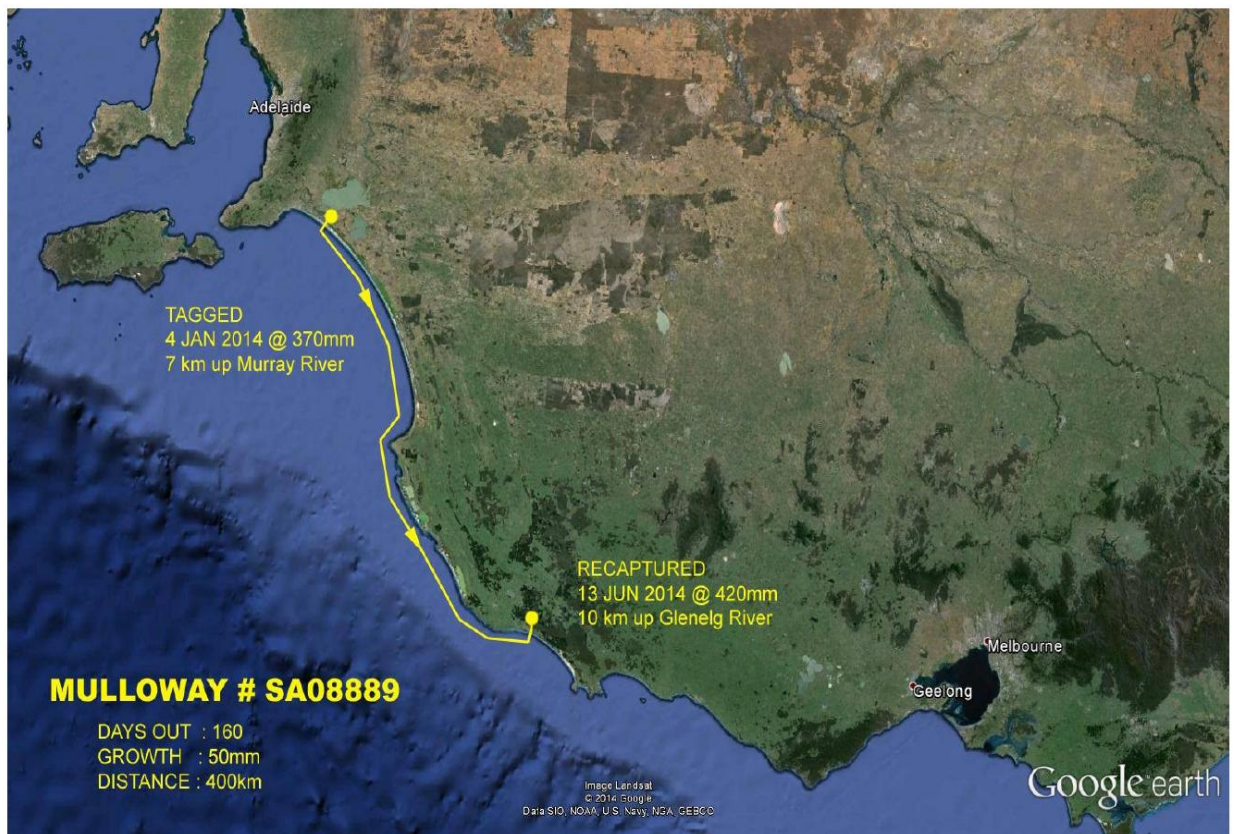 Adelaide
TAGGED
4 JAN 2014 @ 370mm
7 km up Murray River
RECAPTURED
13 JUN 2014 @ 420mm
10 km up Glenelg River
Melbourne
Geelong
MULLOWAY # SA08889
DAYS OUT : 160
GROWTH : 50mm
DISTANCE : 400km
Image Landsat
© 2014 Google
Data SIO, NOAA, U.S. Navy, NGA, GEBCO
Google earth